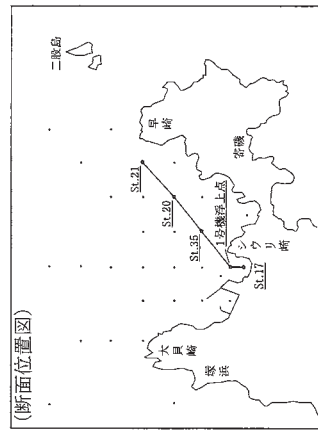 (断面位置図)
二股島
早崎
寄磯
St.21
St.20
St.35
1号機浮上点
シウリ崎
St.17
大貝崎
塚浜